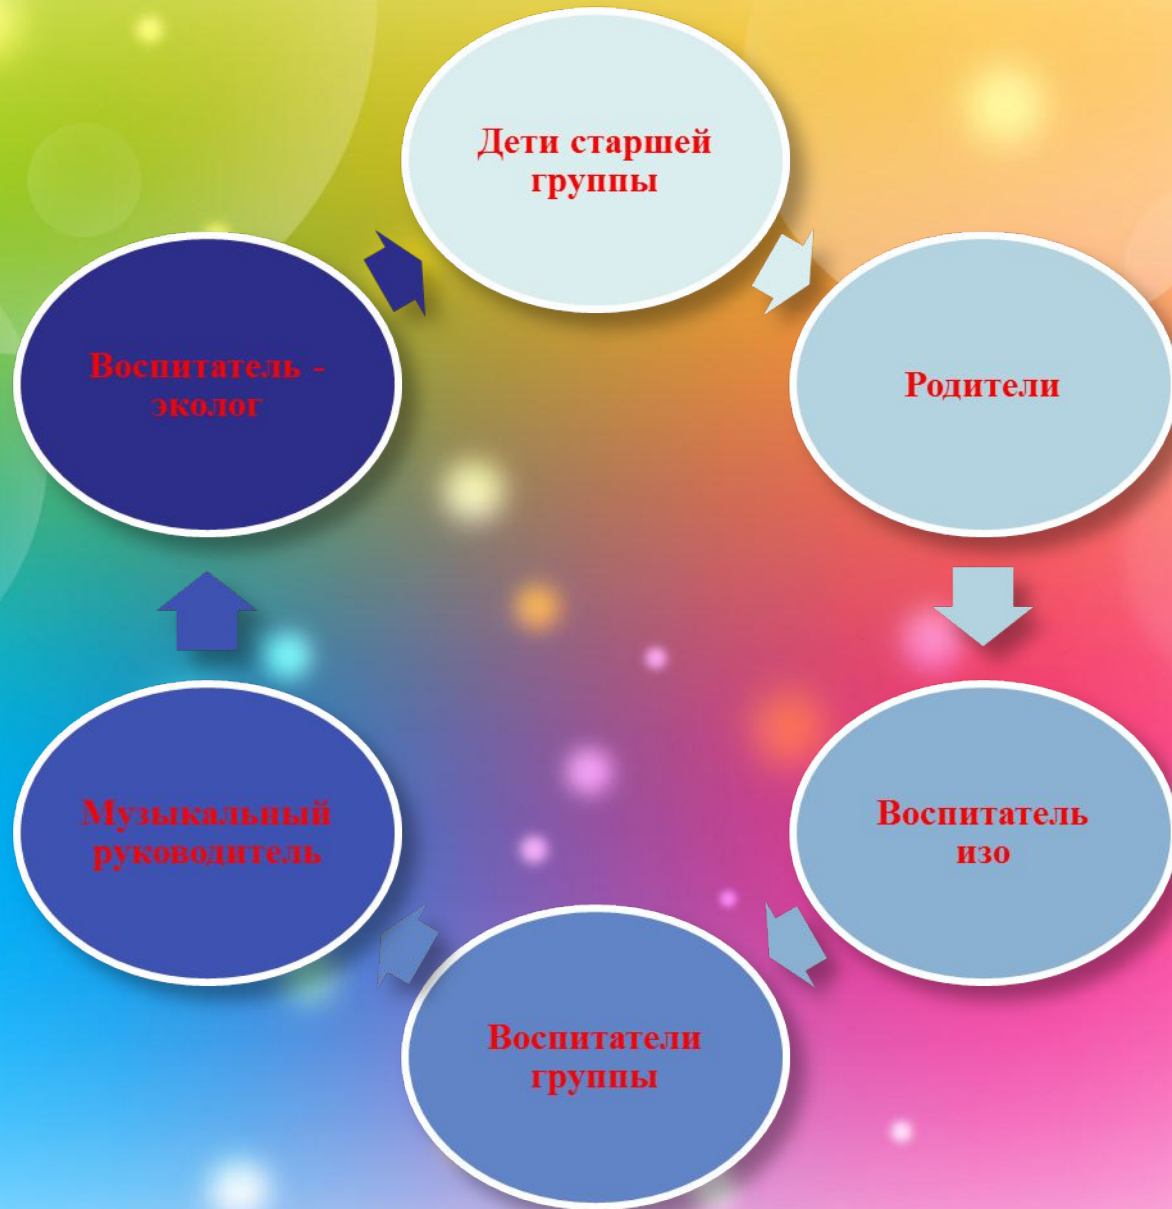 Дети старшей
группы
Родители
Воспитатель
изо
Воспитатели
группы
Музыкальный
руководитель
Воспитатель -
эколог